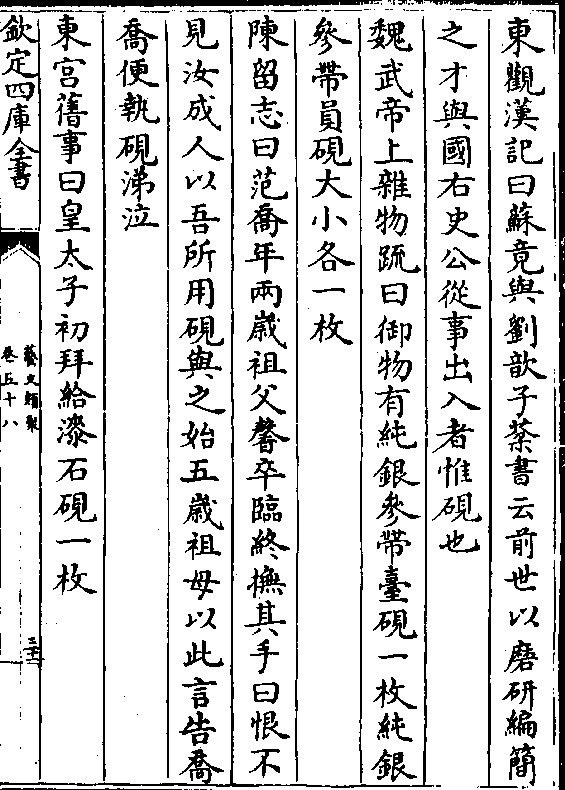 東觀漢記曰蘇竟與劉歆子棻書云前世以磨研編簡
之才與國右史公從事出入者惟硯也
魏武帝上雜物疏曰御物有純銀參帶臺硯一枚純銀
參帶員硯大小各一枚
陳留志曰范喬年兩歲祖父馨卒臨終撫其手曰恨不
見汝成人以吾所用硯與之始五歲祖母以此言告喬
喬便執硯涕泣
東宮舊事曰皇太子初拜給漆石硯一枚
欽定四庫全書
藝文類聚
卷五十八